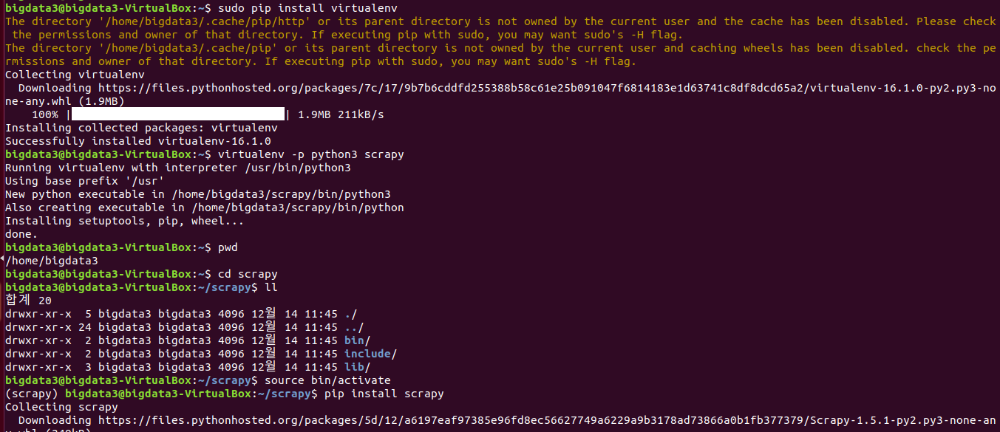 bigdata3@bigdata3-VirtualBox:~$ sudo pip install virtualenv
The directory '/home/bigdata3/.cache/pip/http' or its parent directory is not owned by the current user and the cache has been disabled. Please check
 the permissions and owner of that directory. If executing pip with sudo, you may want sudo's -H flag.
The directory '/home/bigdata3/.cache/pip' or its parent directory is not owned by the current user and caching wheels has been disabled. check the pe
rmissions and owner of that directory. If executing pip with sudo, you may want sudo's -H flag.
Collecting virtualenv
  Downloading https://files.pythonhosted.org/packages/7c/17/9b7b6cddfd255388b58c61e25b091047f6814183e1d63741c8df8dcd65a2/virtualenv-16.1.0-py2.py3-no
ne-any.whl (1.9MB)
    100% || 1.9MB 211kB/s
Installing collected packages: virtualenv
Successfully installed virtualenv-16.1.0
bigdata3@bigdata3-VirtualBox:~$ virtualenv -p python3 scrapy
Running virtualenv with interpreter /usr/bin/python3
Using base prefix '/usr'
New python executable in /home/bigdata3/scrapy/bin/python3
Also creating executable in /home/bigdata3/scrapy/bin/python
Installing setuptools, pip, wheel...
done.
bigdata3@bigdata3-VirtualBox:~$ pwd
/home/bigdata3
bigdata3@bigdata3-VirtualBox:~$ cd scrapy
bigdata3@bigdata3-VirtualBox:~/scrapy$ ll
합계 20
drwxr-xr-x  5 bigdata3 bigdata3 4096 12월 14 11:45 ./
drwxr-xr-x 24 bigdata3 bigdata3 4096 12월 14 11:45 ../
drwxr-xr-x  2 bigdata3 bigdata3 4096 12월 14 11:45 bin/
drwxr-xr-x  2 bigdata3 bigdata3 4096 12월 14 11:45 include/
drwxr-xr-x  3 bigdata3 bigdata3 4096 12월 14 11:45 lib/
bigdata3@bigdata3-VirtualBox:~/scrapy$ source bin/activate
(scrapy) bigdata3@bigdata3-VirtualBox:~/scrapy$ pip install scrapy
Collecting scrapy
  Downloading https://files.pythonhosted.org/packages/5d/12/a6197eaf97385e96fd8ec56627749a6229a9b3178ad73866a0b1fb377379/Scrapy-1.5.1-py2.py3-none-an